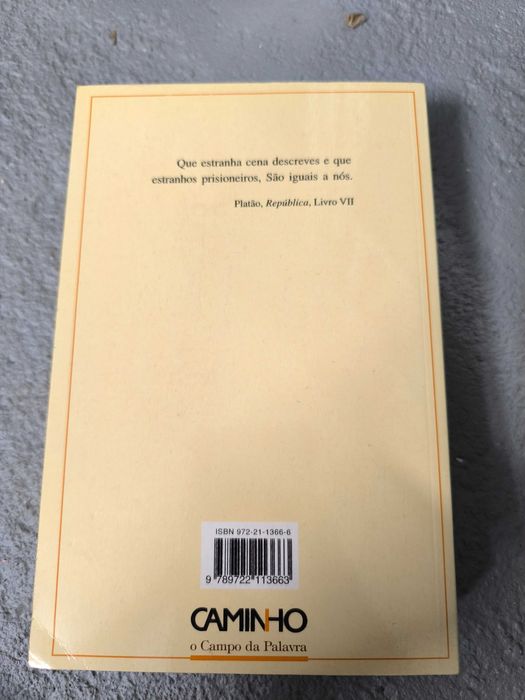 Que estranha cena descreves e que
estranhos prisioneiros, São iguais a nós.
Platão, República, Livro VII
ISBN 972-21-1366-6
9 789722 113663
CAMINHO
o Campo da Palavra